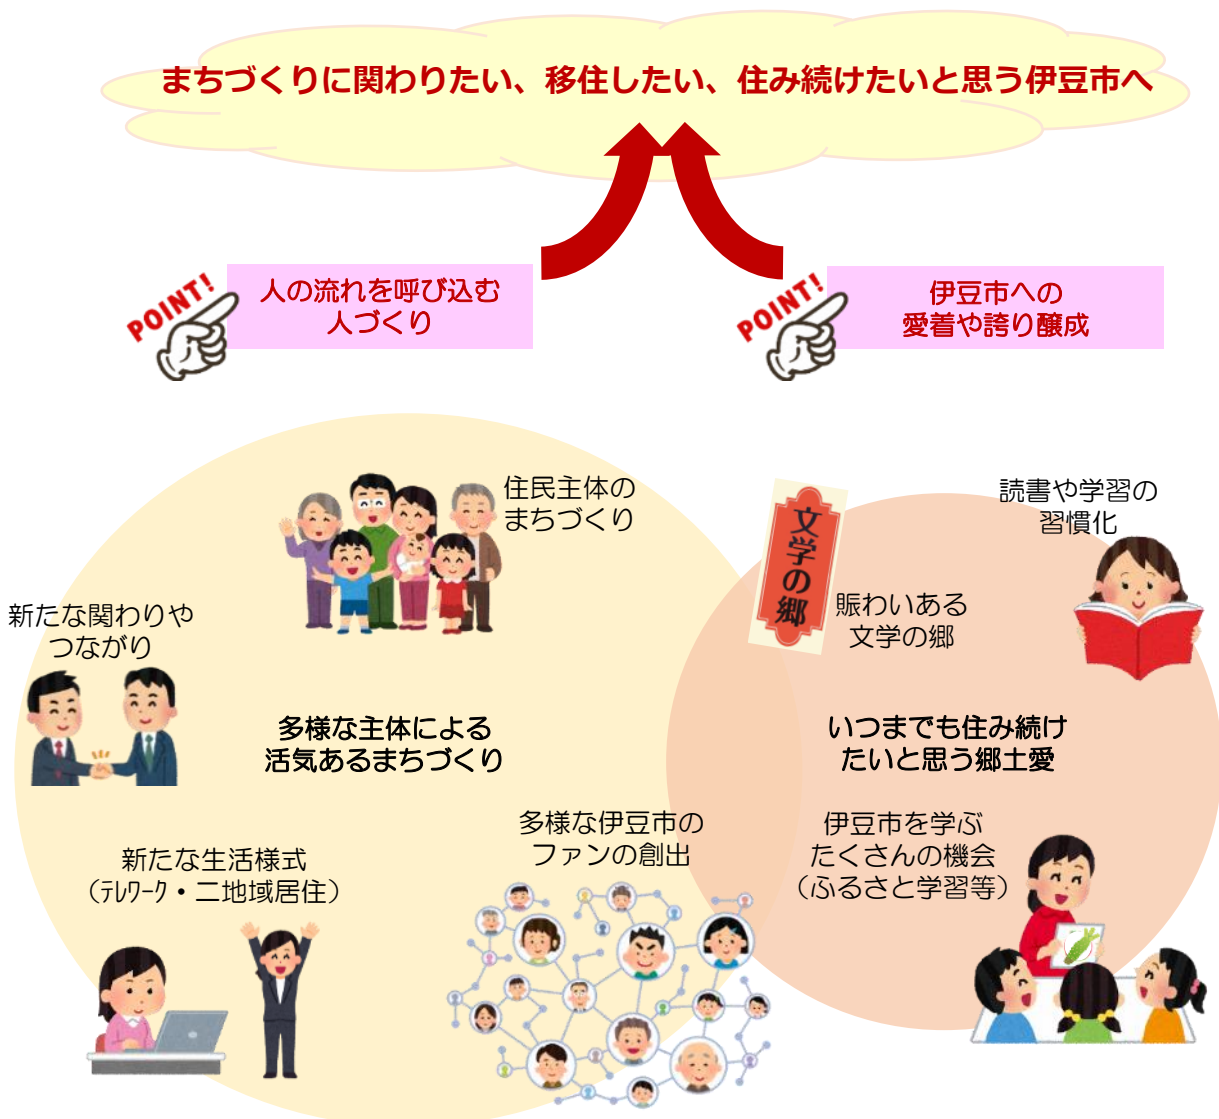 まちづくりに関わりたい、移住したい、住み続けたいと思う伊豆市へ
POINT!
人の流れを呼び込む
人づくり
POINT!
伊豆市への
愛着や誇り醸成
住民主体の
まちづくり
文学の郷
読書や学習の
習慣化
新たな関わりや
つながり
賑わいある
文学の郷
多様な主体による
活気あるまちづくり
いつまでも住み続け
たいと思う郷土愛
多様な伊豆市の
ファンの創出
伊豆市を学ぶ
たくさんの機会
（ふるさと学習等）
新たな生活様式
（ﾃﾚﾜｰｸ・二地域居住）